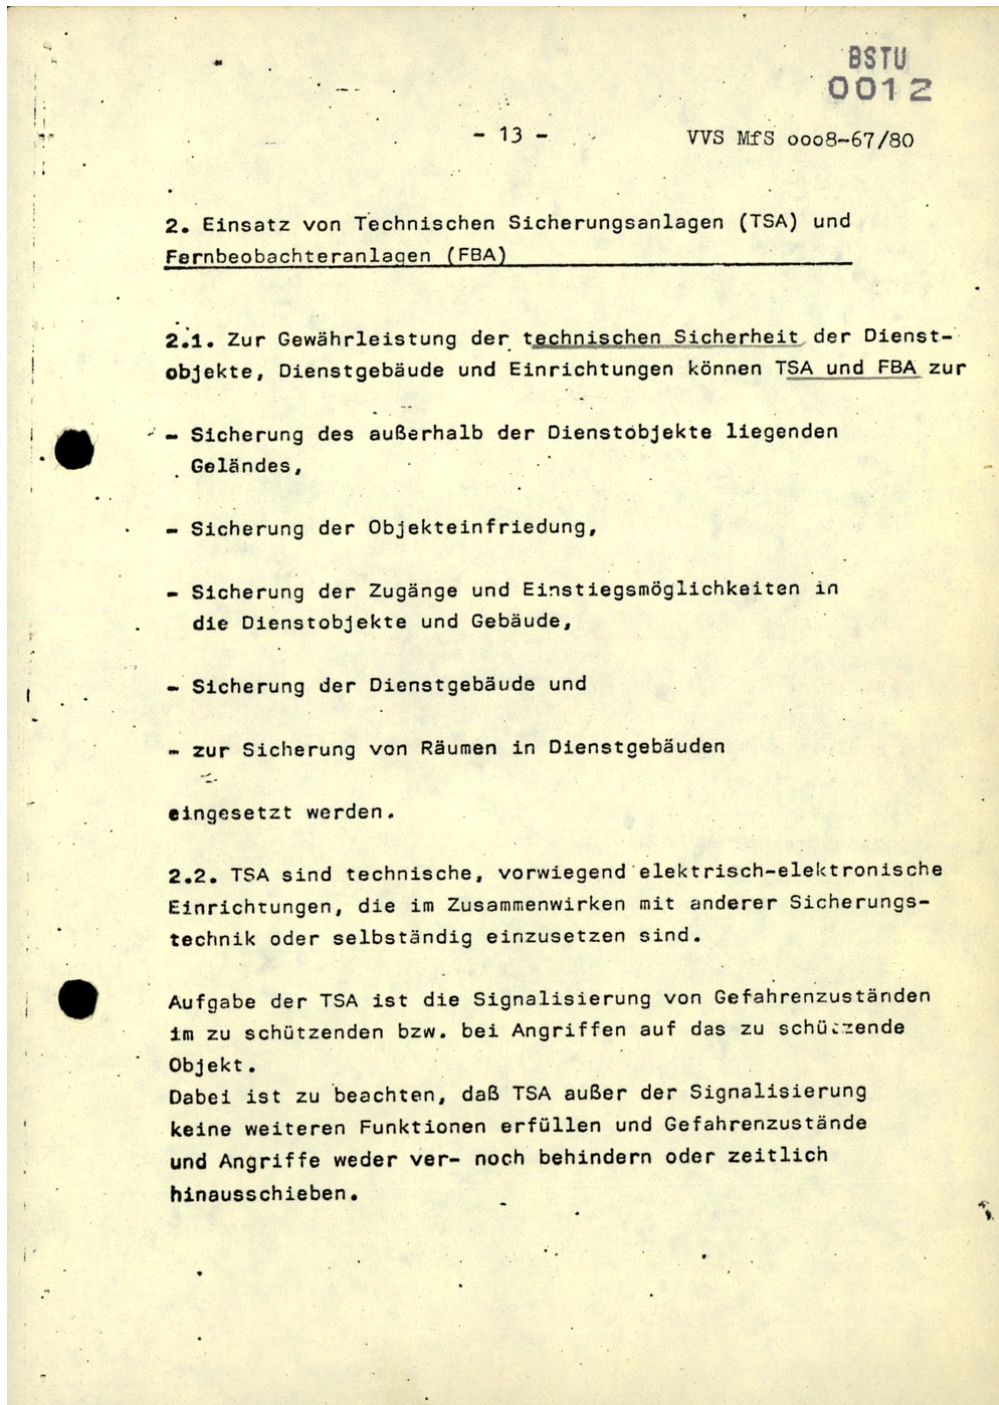 BSTU
0012
- 13 -
VVS MfS ooo8-67/80
2. Einsatz von Technischen Sicherungsanlagen (TSA) und
Fernbeobachteranlagen (FBA)
2.1. Zur Gewährleistung der technischen Sicherheit der Dienst-
objekte, Dienstgebäude und Einrichtungen können TSA und FBA zur
- Sicherung des außerhalb der Dienstobjekte liegenden
Geländes,
- Sicherung der Objekteinfriedung,
- Sicherung der Zugänge und Einstiegsmöglichkeiten in
die Dienstobjekte und Gebäude,
- Sicherung der Dienstgebäude und
- zur Sicherung von Räumen in Dienstgebäuden
eingesetzt werden.
2.2. TSA sind technische, vorwiegend elektrisch-elektronische
Einrichtungen, die im Zusammenwirken mit anderer Sicherungs-
technik oder selbständig einzusetzen sind.
Aufgabe der TSA ist die Signalisierung von Gefahrenzuständen
im zu schützenden bzw. bei Angriffen auf das zu schützende
Objekt.
Dabei ist zu beachten, daß TSA außer der Signalisierung
keine weiteren Funktionen erfüllen und Gefahrenzustände
und Angriffe weder ver- noch behindern oder zeitlich
hinausschieben.